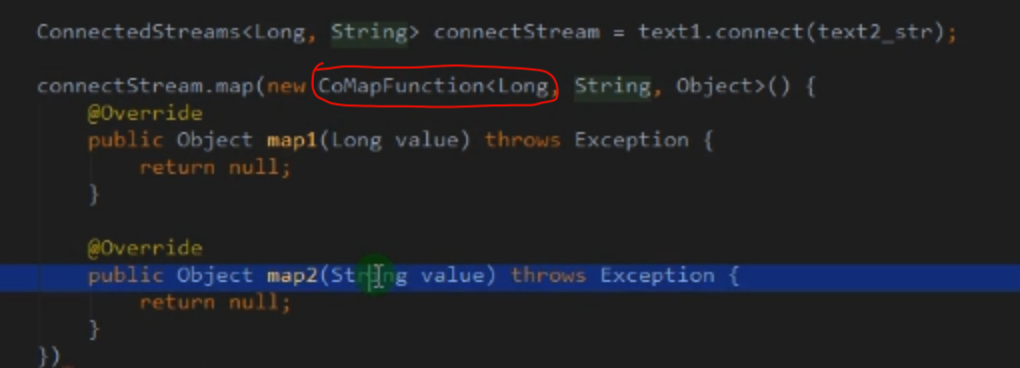 ConnectedStreams<Long, String> connectStream = text1.connect(text2_str);
connectStream.map(new CoMapFunction<Long, String, Object>() {
@Override
public Object map1(Long value) throws Exception {
return null;
}
@Override
public Object map2(String value) throws Exception {
return null;
}
})